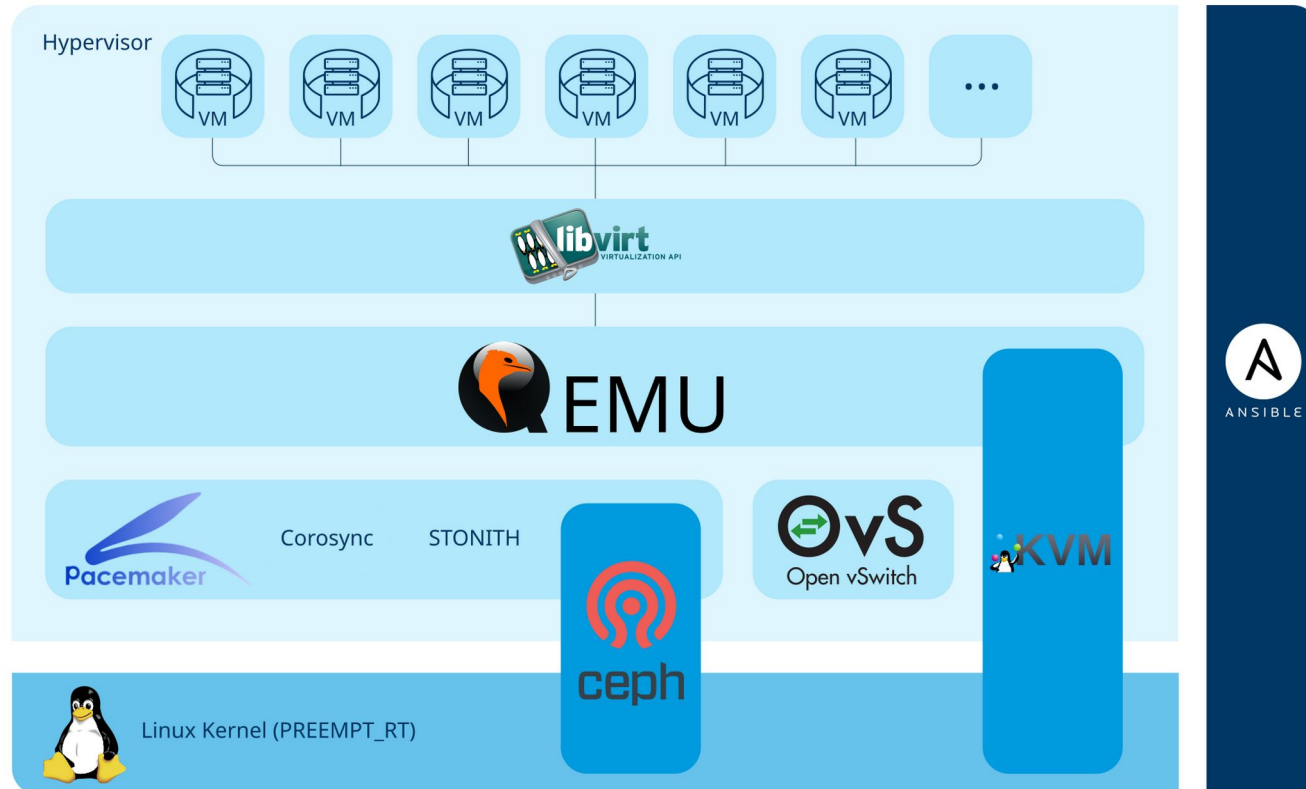 Hypervisor
VM
VM
VM
VM
VM
VM
...
libvirt
VIRTUALIZATION API
QEMU
ANSIBLE
Pacemaker
Corosync
STONITH
ceph
OvS
Open vSwitch
KVM
Linux Kernel (PREEMPT_RT)